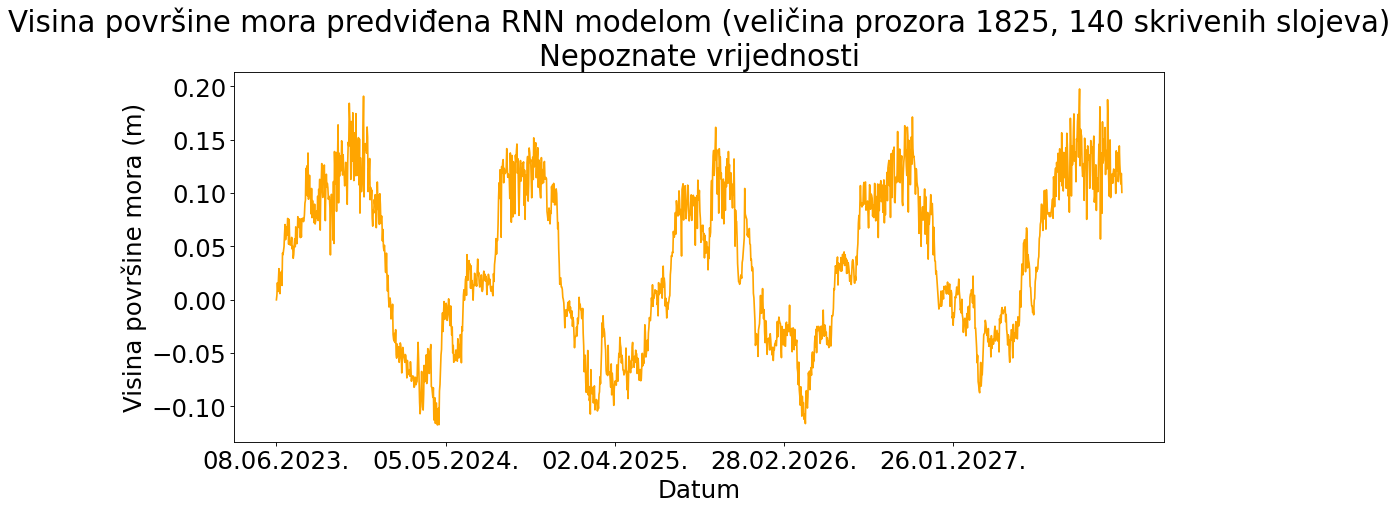 Visina površine mora predviđena RNN modelom (veličina prozora 1825, 140 skrivenih slojeva)
Nepoznate vrijednosti
Visina površine mora (m)
0.20
0.15
0.10
0.05
0.00
−0.05
−0.10
08.06.2023. 05.05.2024. 02.04.2025. 28.02.2026. 26.01.2027.
Datum